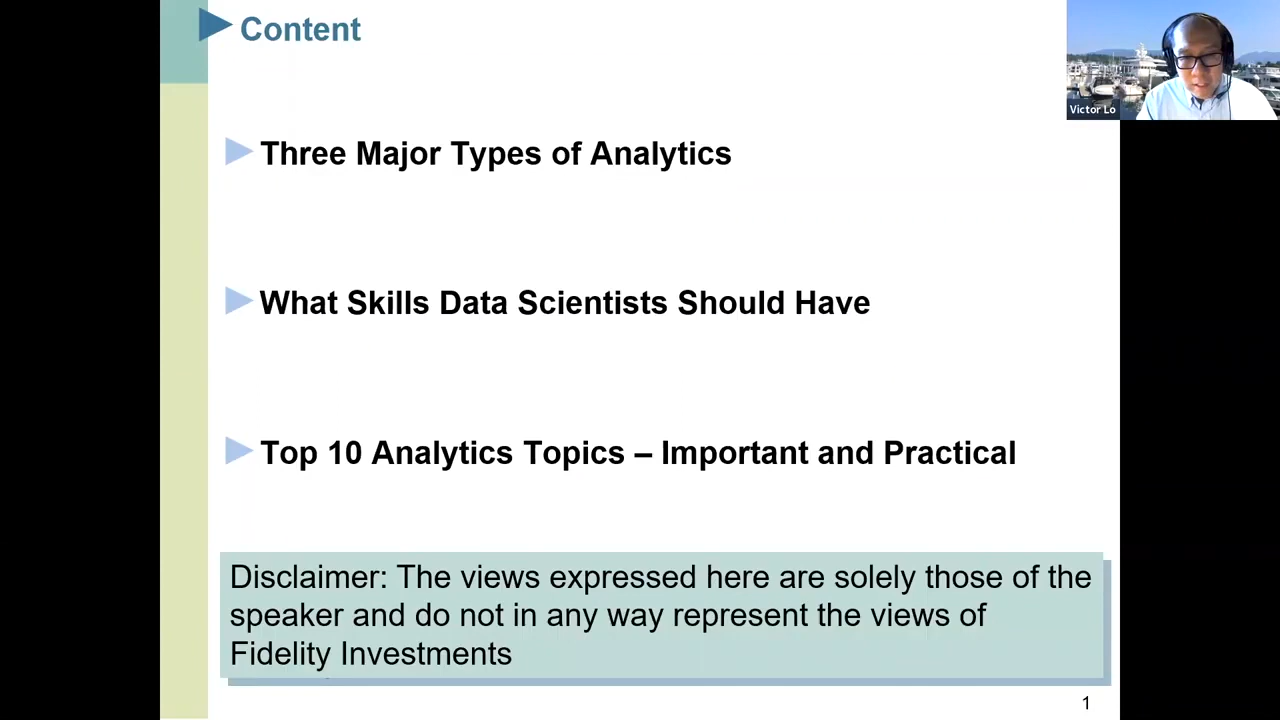 Content
Victor Lo
Three Major Types of Analytics
What Skills Data Scientists Should Have
Top 10 Analytics Topics – Important and Practical
Disclaimer: The views expressed here are solely those of the
speaker and do not in any way represent the views of
Fidelity Investments
1